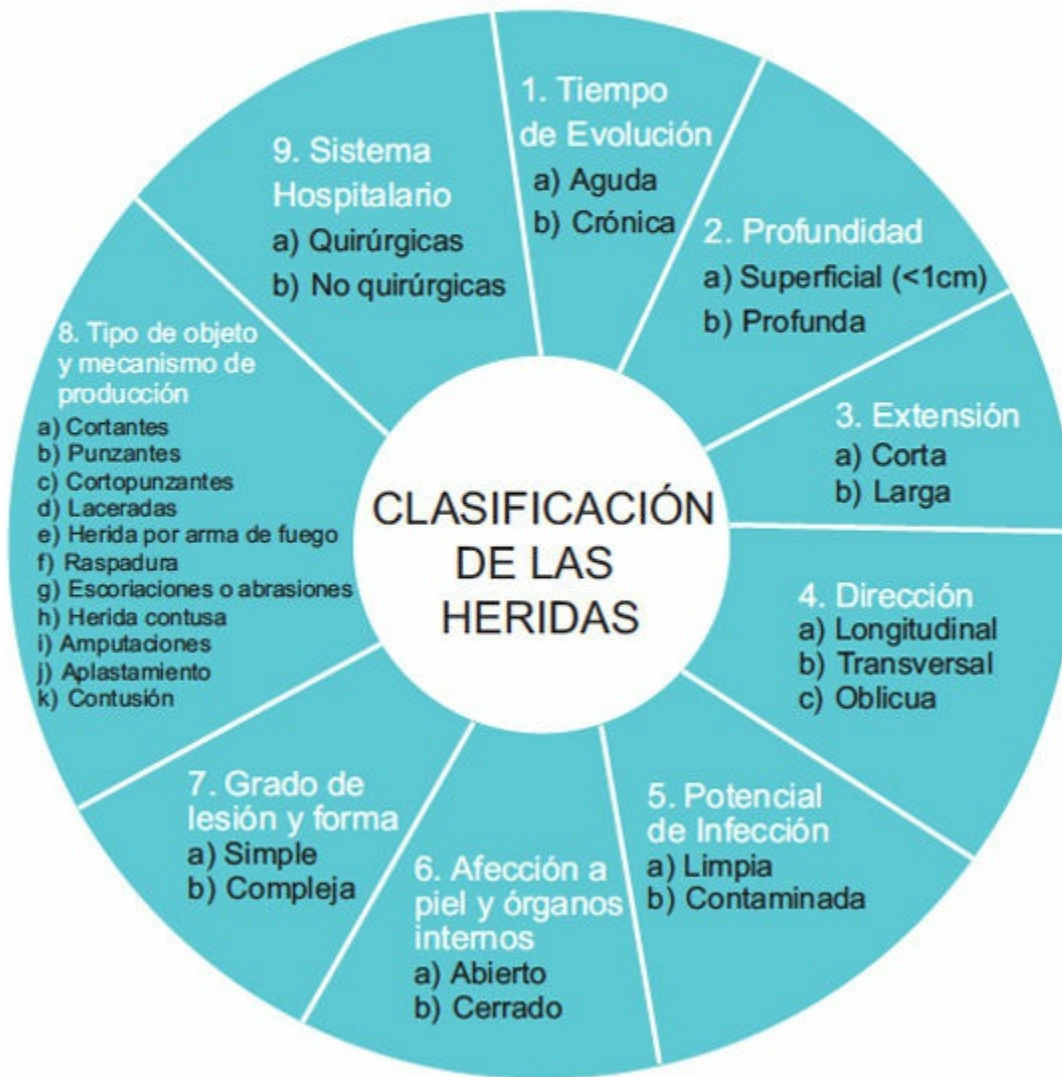 CLASIFICACIÓN
DE LAS
HERIDAS
1. Tiempo
de Evolución
a) Aguda
b) Crónica
2. Profundidad
a) Superficial (<1cm)
b) Profunda
3. Extensión
a) Corta
b) Larga
4. Dirección
a) Longitudinal
b) Transversal
c) Oblicua
5. Potencial
de Infección
a) Limpia
b) Contaminada
6. Afección a
piel y órganos
internos
a) Abierto
b) Cerrado
7. Grado de
lesión y forma
a) Simple
b) Compleja
8. Tipo de objeto
y mecanismo de
producción
a) Cortantes
b) Punzantes
c) Cortopunzantes
d) Laceradas
e) Herida por arma de fuego
f) Raspadura
g) Escoriaciones o abrasiones
h) Herida contusa
i) Amputaciones
j) Aplastamiento
k) Contusión
9. Sistema
Hospitalario
a) Quirúrgicas
b) No quirúrgicas